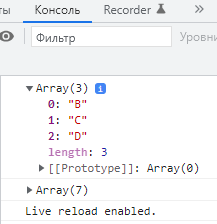 ты Консоль Recorder
Фильтр Уровни
Array(3) i
0: "B"
1: "C"
2: "D"
length: 3
[[Prototype]]: Array(0)
Array(7)
Live reload enabled.